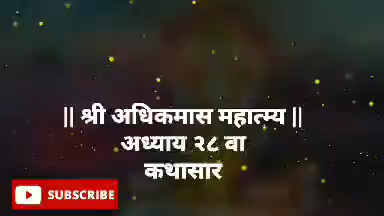 || श्री अधिकमास महात्म्य ||
अध्याय २८ वा
कथासार
SUBSCRIBE